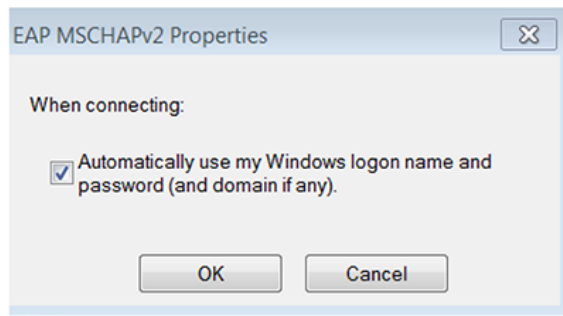 EAP MSCHAPv2 Properties
When connecting:
Automatically use my Windows logon name and
password (and domain if any).
OK
Cancel